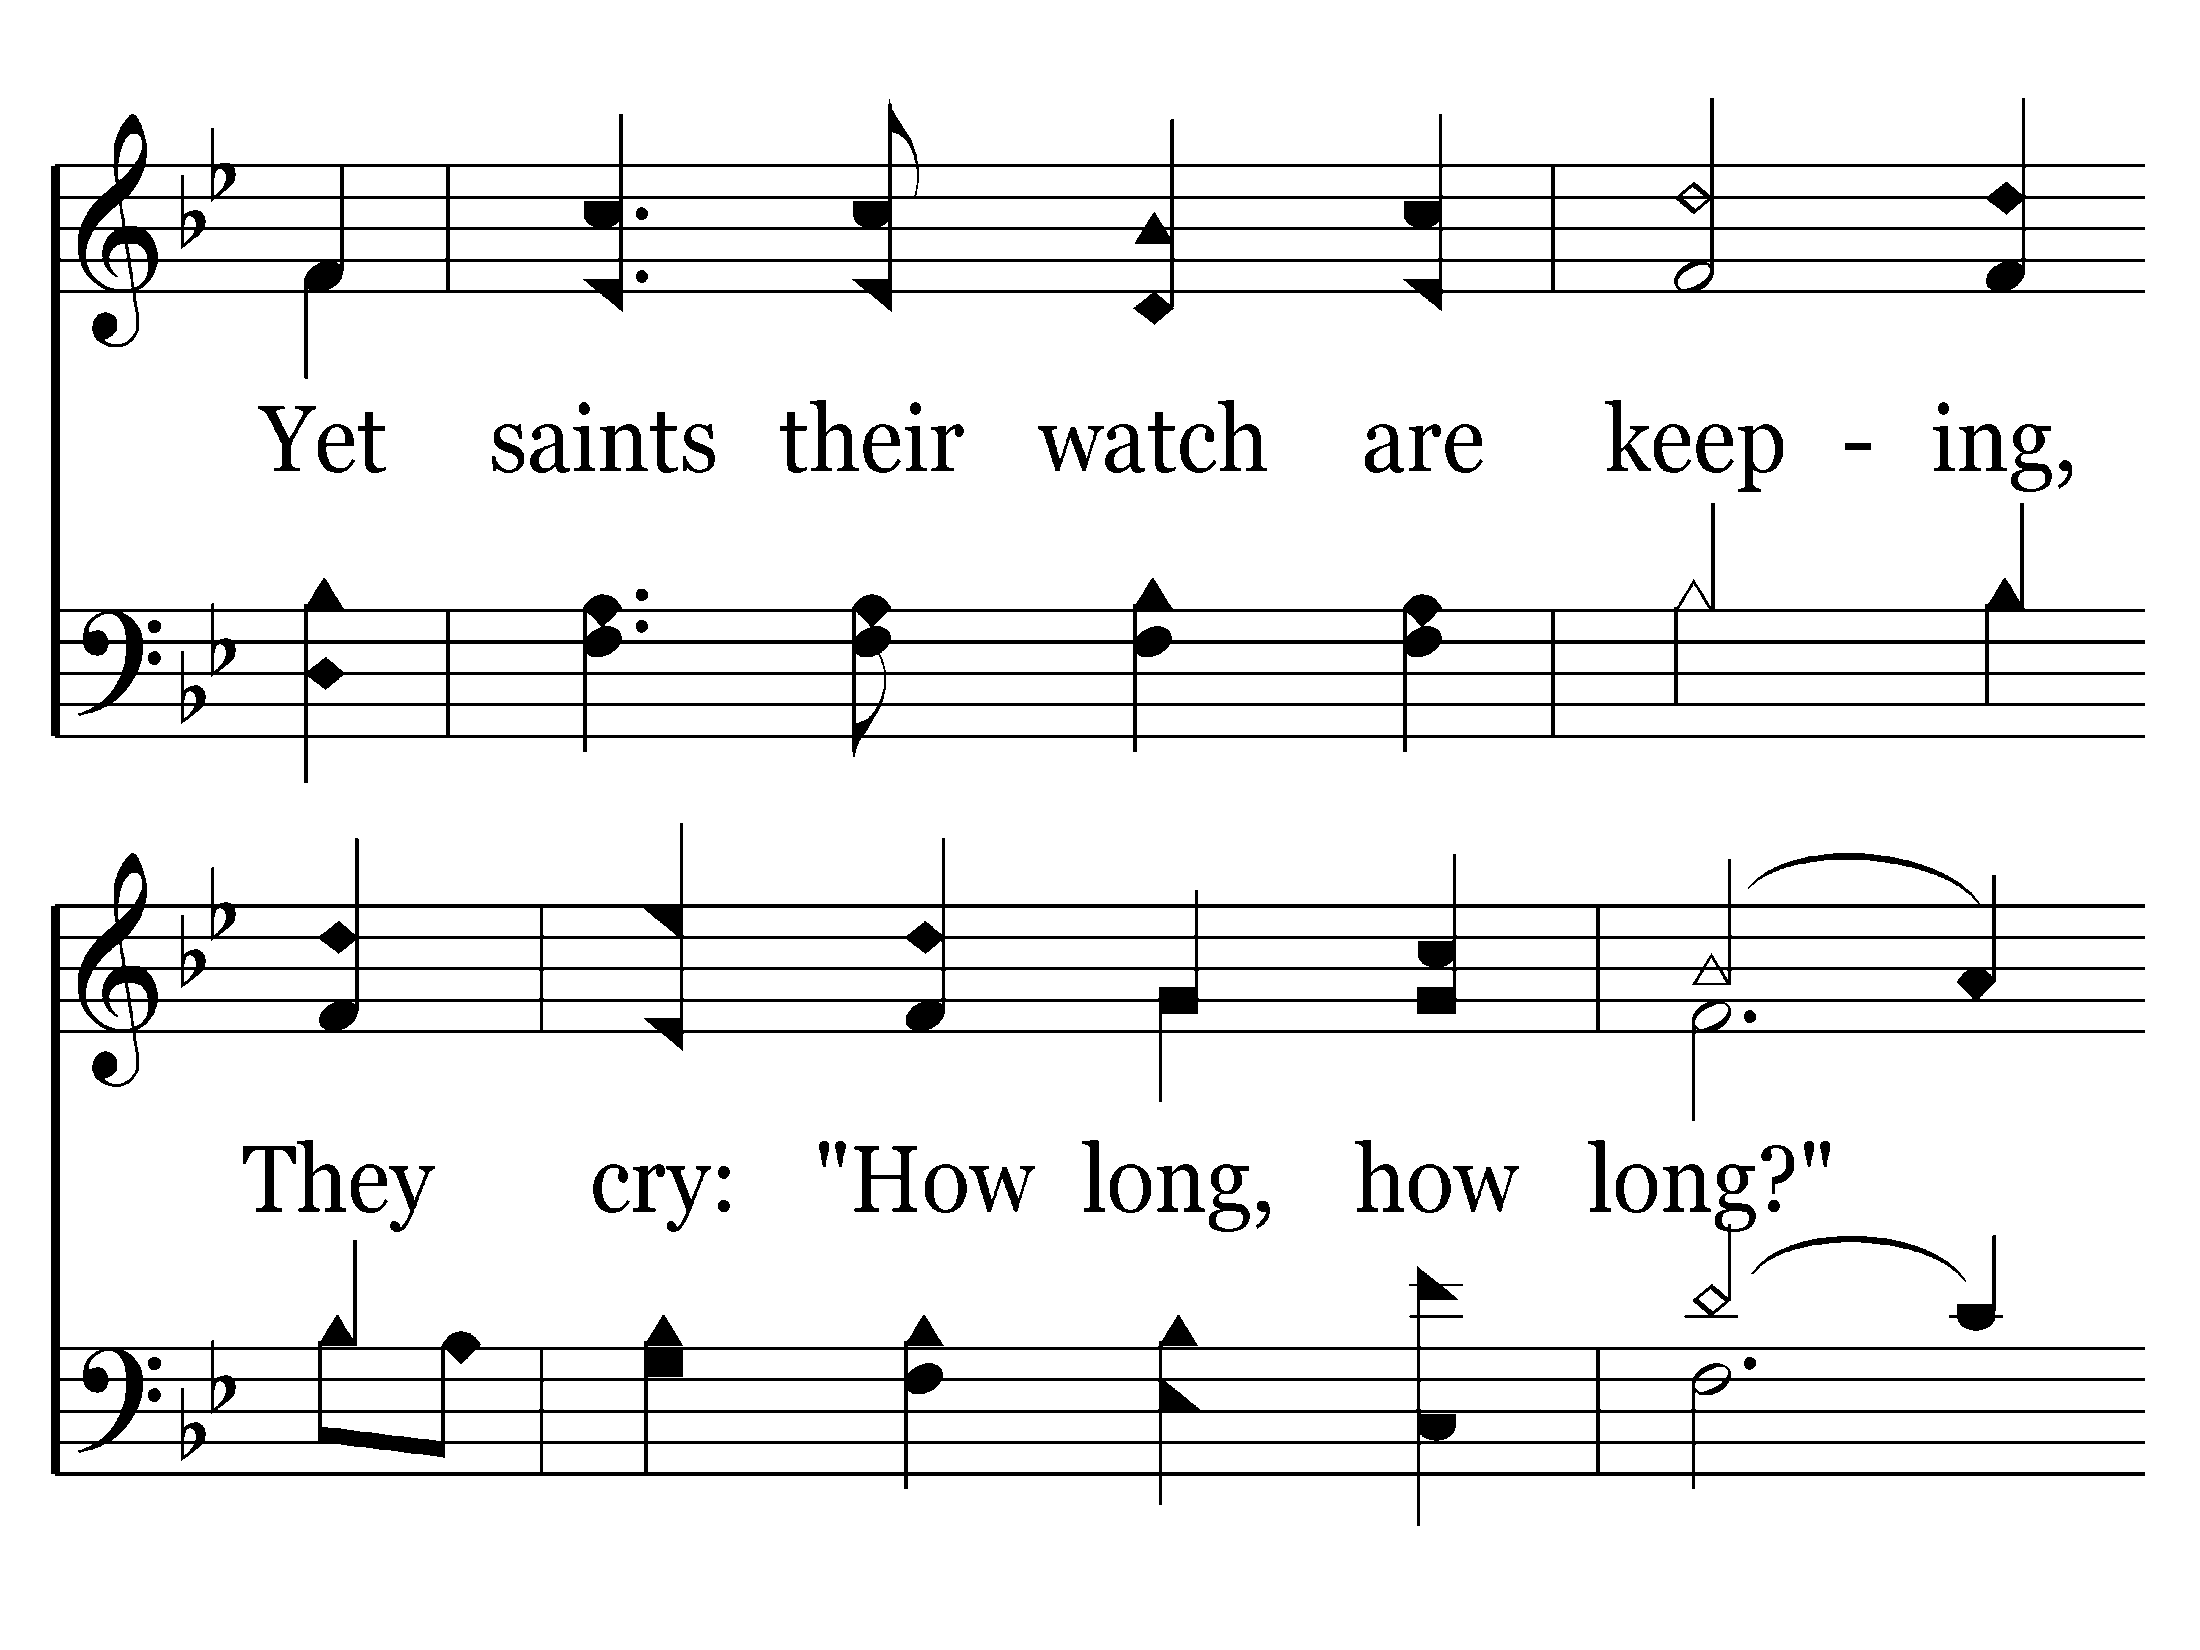 Yet saints their watch are keep - ing,
They cry: "How long, how long?"